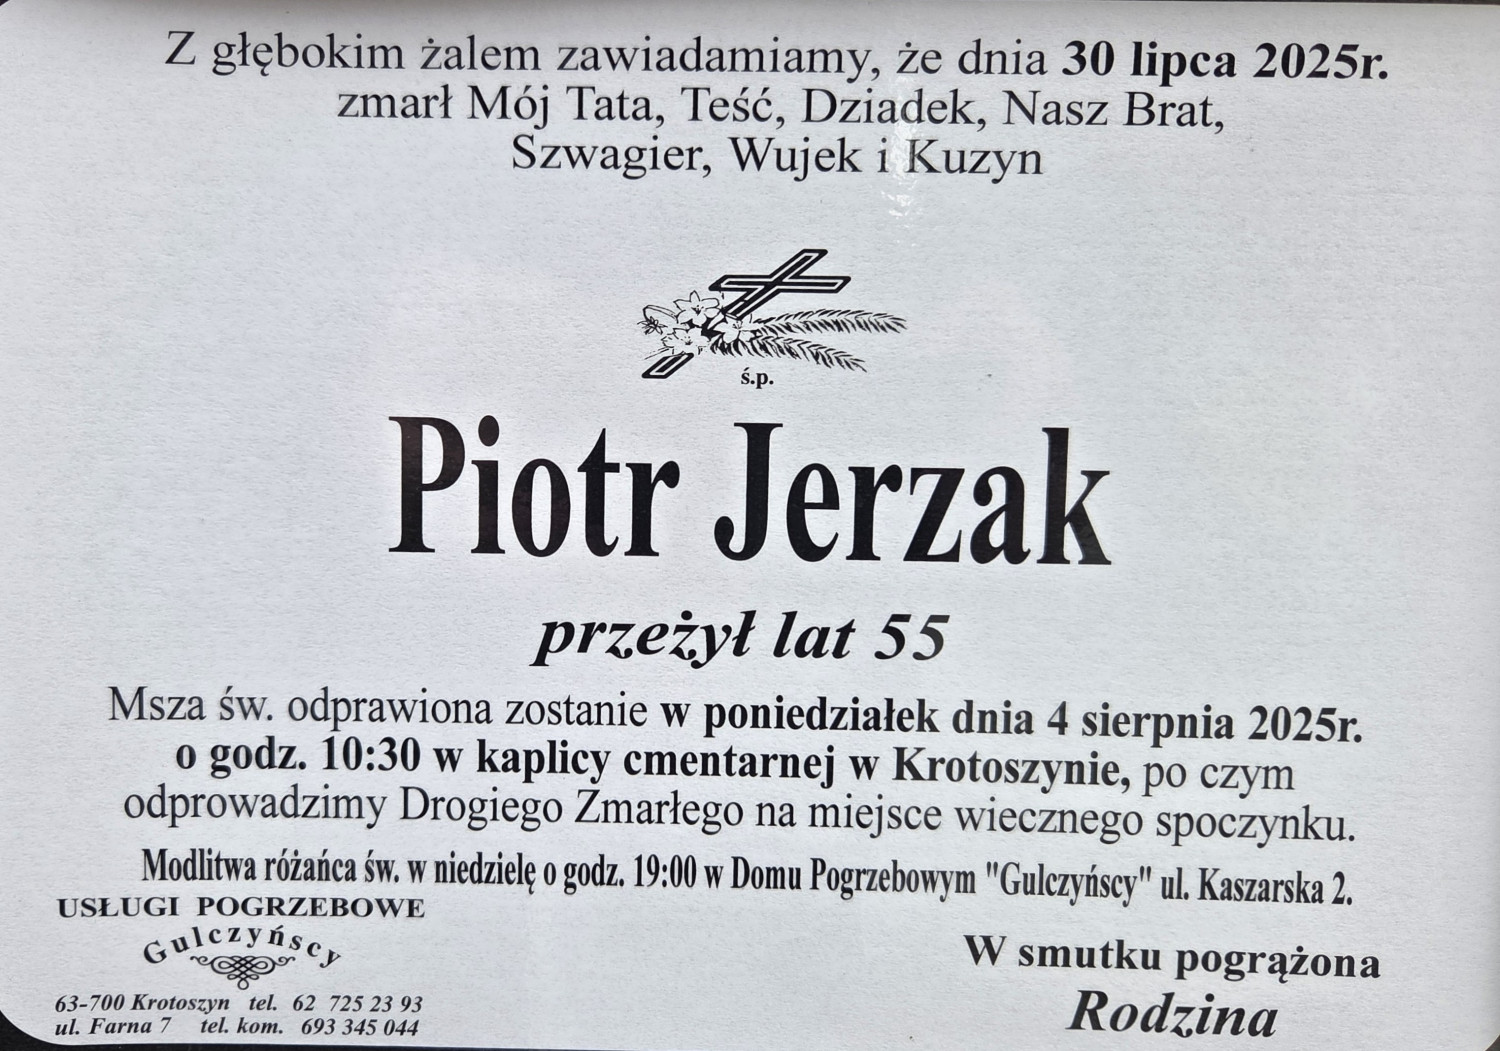 Z głębokim żalem zawiadamiamy, że dnia 30 lipca 2025r.
zmarł Mój Tata, Teść, Dziadek, Nasz Brat,
Szwagier, Wujek i Kuzyn
ś.p.
Piotr Jerzak
przeżył lat 55
Msza św. odprawiona zostanie w poniedziałek dnia 4 sierpnia 2025r.
o godz. 10:30 w kaplicy cmentarnej w Krotoszynie, po czym
odprowadzimy Drogiego Zmarłego na miejsce wiecznego spoczynku.
Modlitwa różańca św. w niedzielę o godz. 19:00 w Domu Pogrzebowym "Gulczyńscy" ul. Kaszarska 2.
USŁUGI POGRZEBOWE
Gulczyńscy
63-700 Krotoszyn tel. 62 725 23 93
ul. Farna 7 tel. kom. 693 345 044
W smutku pogrążona
Rodzina